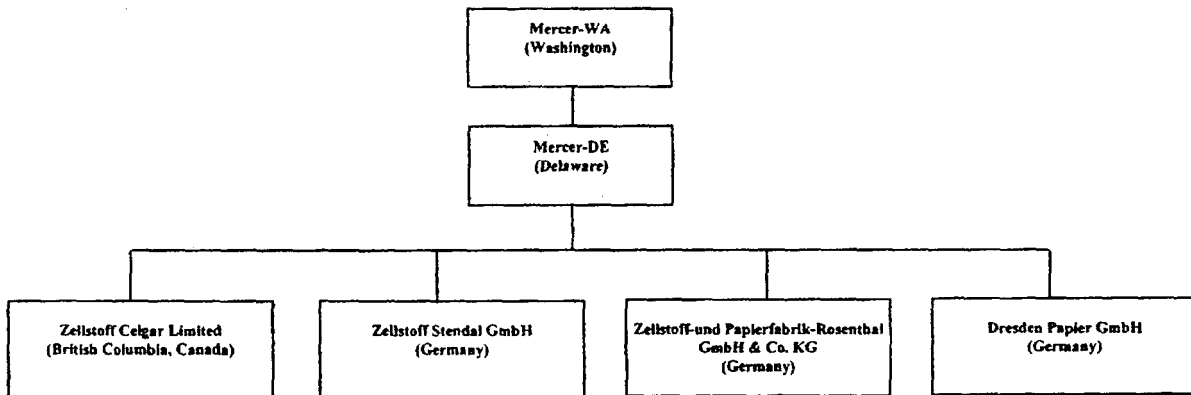 Mercer-WA
(Washington)
Mercer-DE
(Delaware)
Zellstoff Celgar Limited
(British Columbia, Canada)
Zellstoff Stendal GmbH
(Germany)
Zellstoff-und Papierfabrik-Rosenthal
GmbH & Co. KG
(Germany)
Dresden Papier GmbH
(Germany)